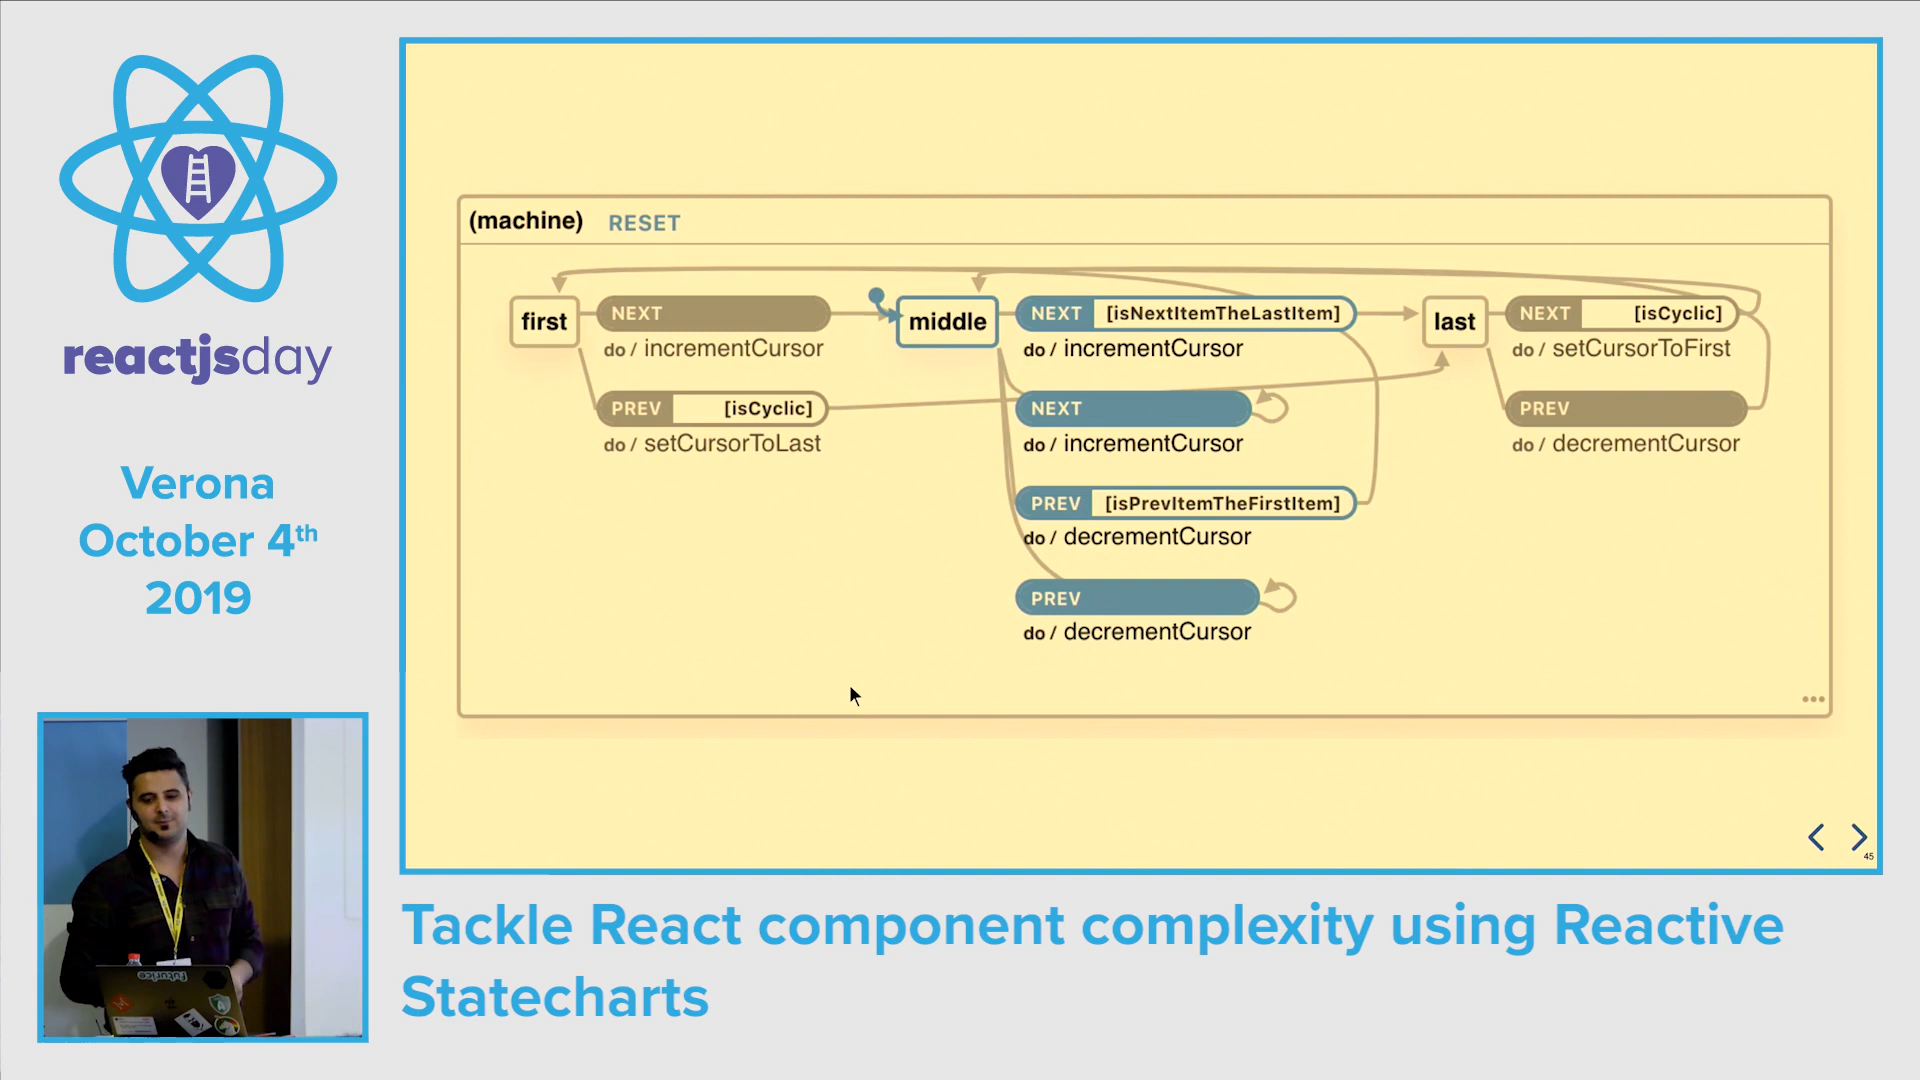 reactjsday
Verona
October 4th
2019
(machine) RESET
first
NEXT
do / incrementCursor
PREV [isCyclic]
do / setCursorToLast
middle
NEXT [isNextItemTheLastItem]
do / incrementCursor
NEXT
do / incrementCursor
PREV [isPrevItemTheFirstItem]
do / decrementCursor
PREV
do / decrementCursor
last
NEXT [isCyclic]
do / setCursorToFirst
PREV
do / decrementCursor
45
futurice
Tackle React component complexity using Reactive
Statecharts